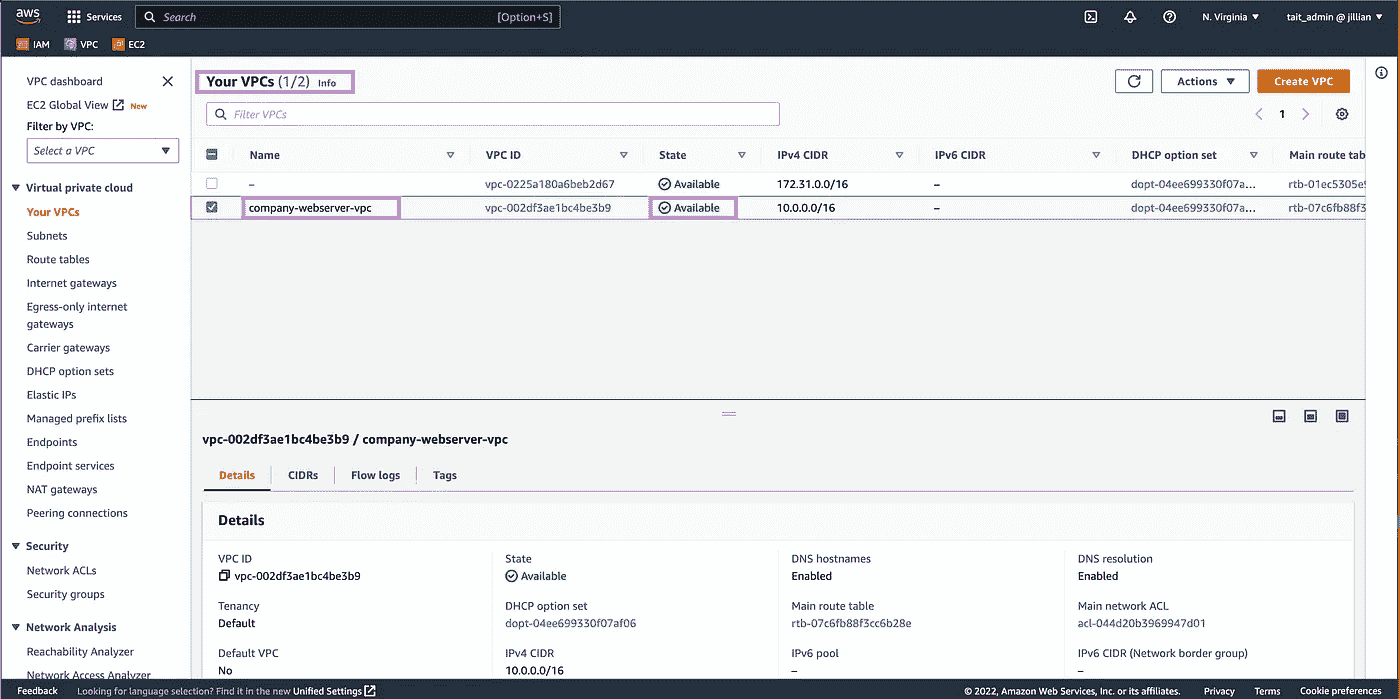 aws Services Search [Option+S] N. Virginia tait_admin @ jillian
IAM VPC EC2
VPC dashboard
EC2 Global View New
Filter by VPC:
Select a VPC
Virtual private cloud
Your VPCs
Subnets
Route tables
Internet gateways
Egress-only internet
gateways
Carrier gateways
DHCP option sets
Elastic IPs
Managed prefix lists
Endpoints
Endpoint services
NAT gateways
Peering connections
Security
Network ACLs
Security groups
Network Analysis
Reachability Analyzer
Network Access Analyzer
Your VPCs (1/2) Info Actions Create VPC
Filter VPCs 1
Name VPC ID State IPv4 CIDR IPv6 CIDR DHCP option set Main route tab
– vpc-0225a180a6beb2d67 Available 172.31.0.0/16 – dopt-04ee699330f07a... rtb-01ec5305e
company-webserver-vpc vpc-002df3ae1bc4be3b9 Available 10.0.0.0/16 – dopt-04ee699330f07a... rtb-07c6fb88f3
vpc-002df3ae1bc4be3b9 / company-webserver-vpc
Details CIDRs Flow logs Tags
Details
VPC ID State DNS hostnames DNS resolution
vpc-002df3ae1bc4be3b9 Available Enabled Enabled
Tenancy DHCP option set Main route table Main network ACL
Default dopt-04ee699330f07af06 rtb-07c6fb88f3cc6b28e acl-044d20b3969947d01
Default VPC IPv4 CIDR IPv6 pool IPv6 CIDR (Network border group)
No 10.0.0.0/16 – –
Feedback Looking for language selection? Find it in the new Unified Settings © 2022, Amazon Web Services, Inc. or its affiliates. Privacy Terms Cookie preferences